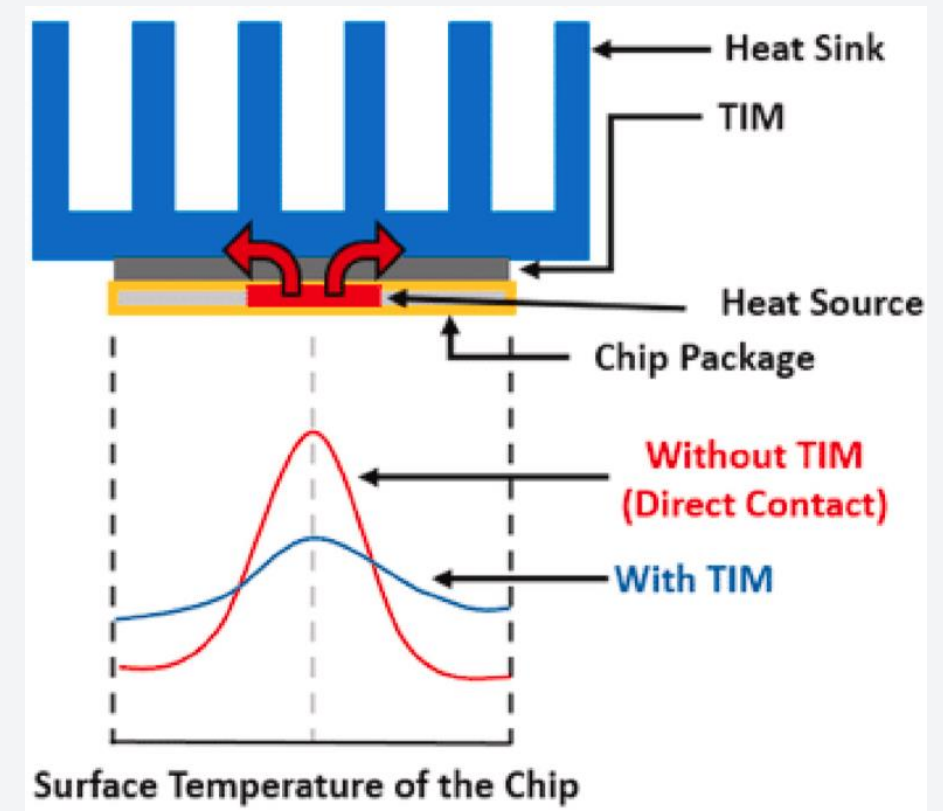 Heat Sink
TIM
Heat Source
Chip Package
Without TIM
(Direct Contact)
With TIM
Surface Temperature of the Chip